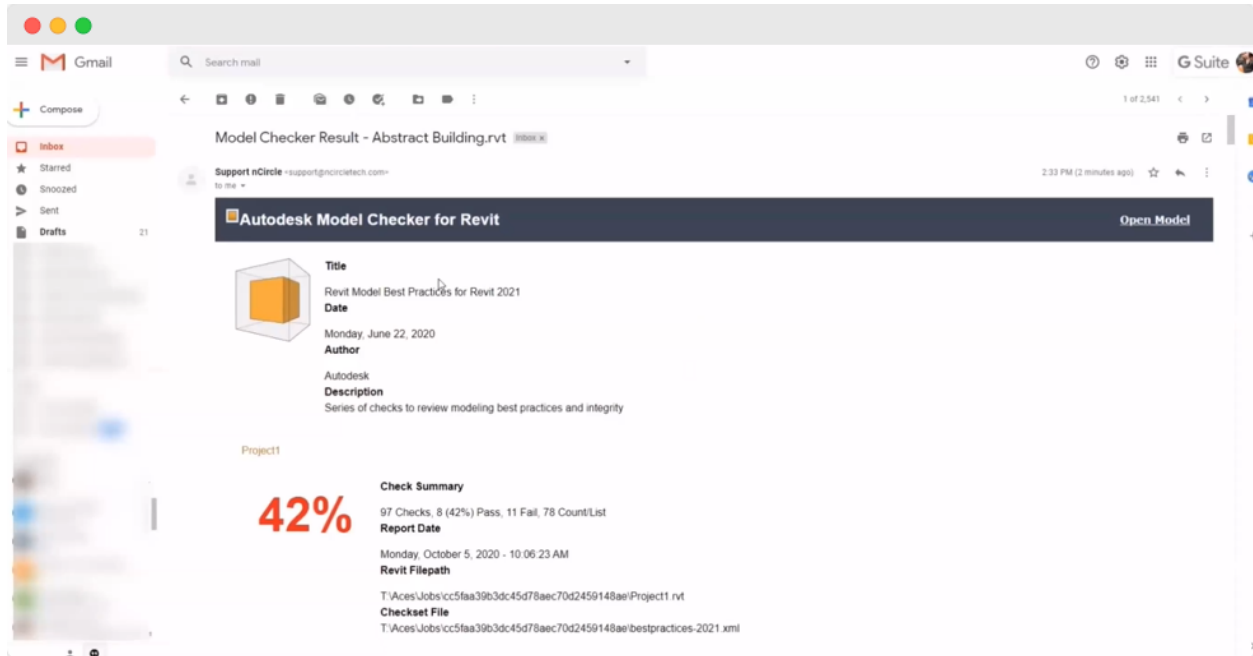 Gmail
Search mail
G Suite
Compose
1 of 2,541
Inbox
Starred
Snoozed
Sent
Drafts 21
Model Checker Result - Abstract Building.rvt Inbox x
Support nCircle <support@ncircletech.com>
2:33 PM (2 minutes ago)
to me
Autodesk Model Checker for Revit
Open Model
Title
Revit Model Best Practices for Revit 2021
Date
Monday, June 22, 2020
Author
Autodesk
Description
Series of checks to review modeling best practices and integrity
Project1
42%
Check Summary
97 Checks, 8 (42%) Pass, 11 Fail, 78 Count/List
Report Date
Monday, October 5, 2020 - 10:06:23 AM
Revit Filepath
T:\Aces\Jobs\cc5faa39b3dc45d78aec70d2459148ae\Project1.rvt
Checkset File
T:\Aces\Jobs\cc5faa39b3dc45d78aec70d2459148ae\bestpractices-2021.xml